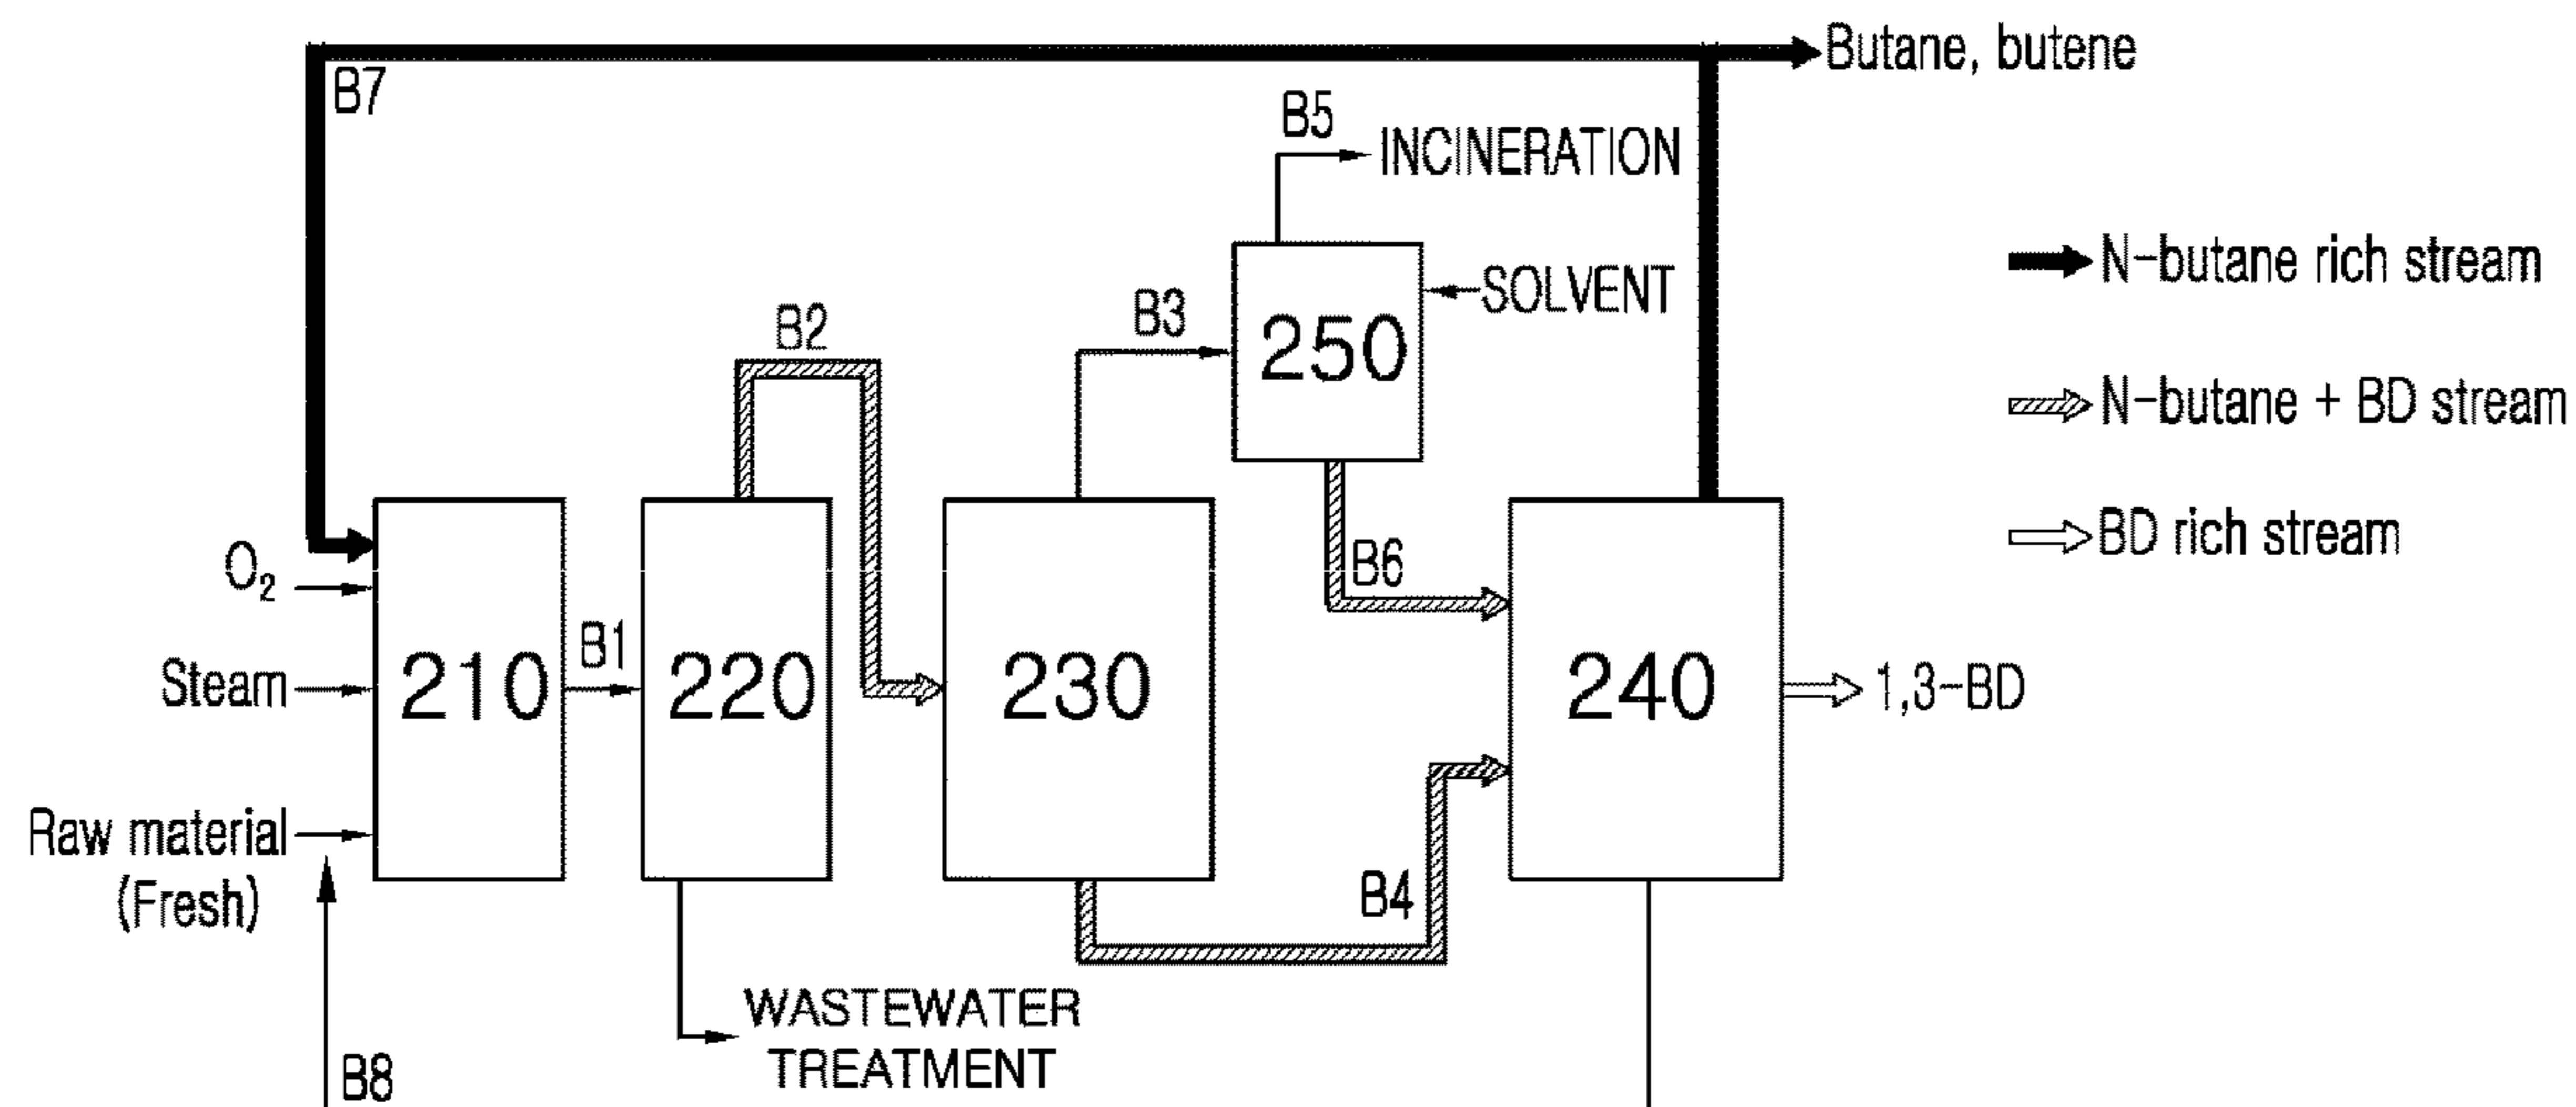 Butane, butene
B7
B5
INCINERATION
N-butane rich stream
SOLVENT
B3
B2
250
N-butane + BD stream
BD rich stream
O₂
B6
B1
Steam
210
220
230
240
1,3-BD
Raw material
(Fresh)
B4
WASTEWATER
TREATMENT
B8